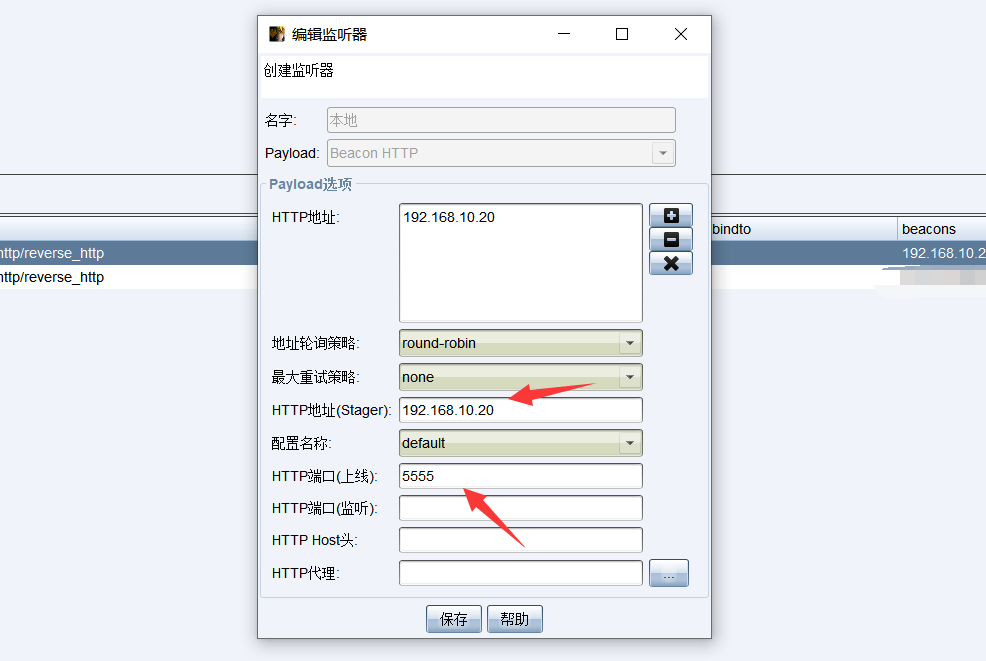 编辑监听器
创建监听器
名字: 本地
Payload: Beacon HTTP
Payload选项
HTTP地址: 192.168.10.20
地址轮询策略: round-robin
最大重试策略: none
HTTP地址(Stager): 192.168.10.20
配置名称: default
HTTP端口(上线): 5555
HTTP端口(监听):
HTTP Host头:
HTTP代理: ...
保存 帮助
bindto beacons
http/reverse_http 192.168.10.2
http/reverse_http